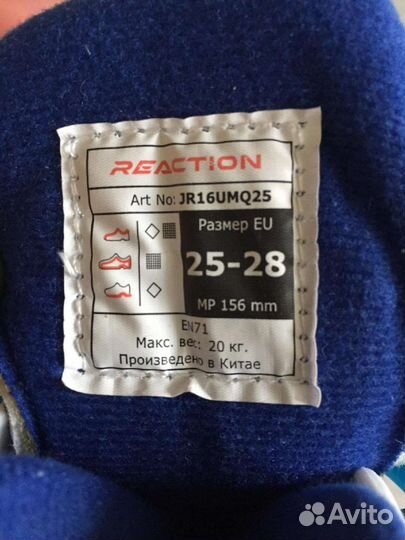 REACTION
Art No: JR16UMQ25
Размер EU
25-28
MP 156 mm
EN71
Макс. вес: 20 кг.
Произведено в Китае
Avito